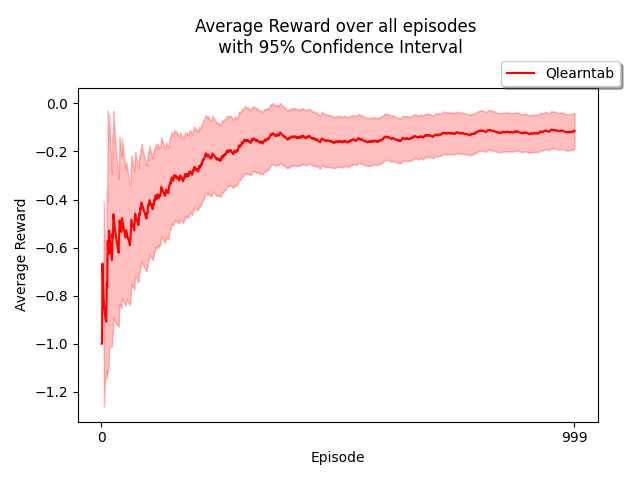 Average Reward over all episodes
with 95% Confidence Interval
Qlearntab
0.0
−0.2
−0.4
−0.6
−0.8
−1.0
−1.2
Average Reward
0 999
Episode